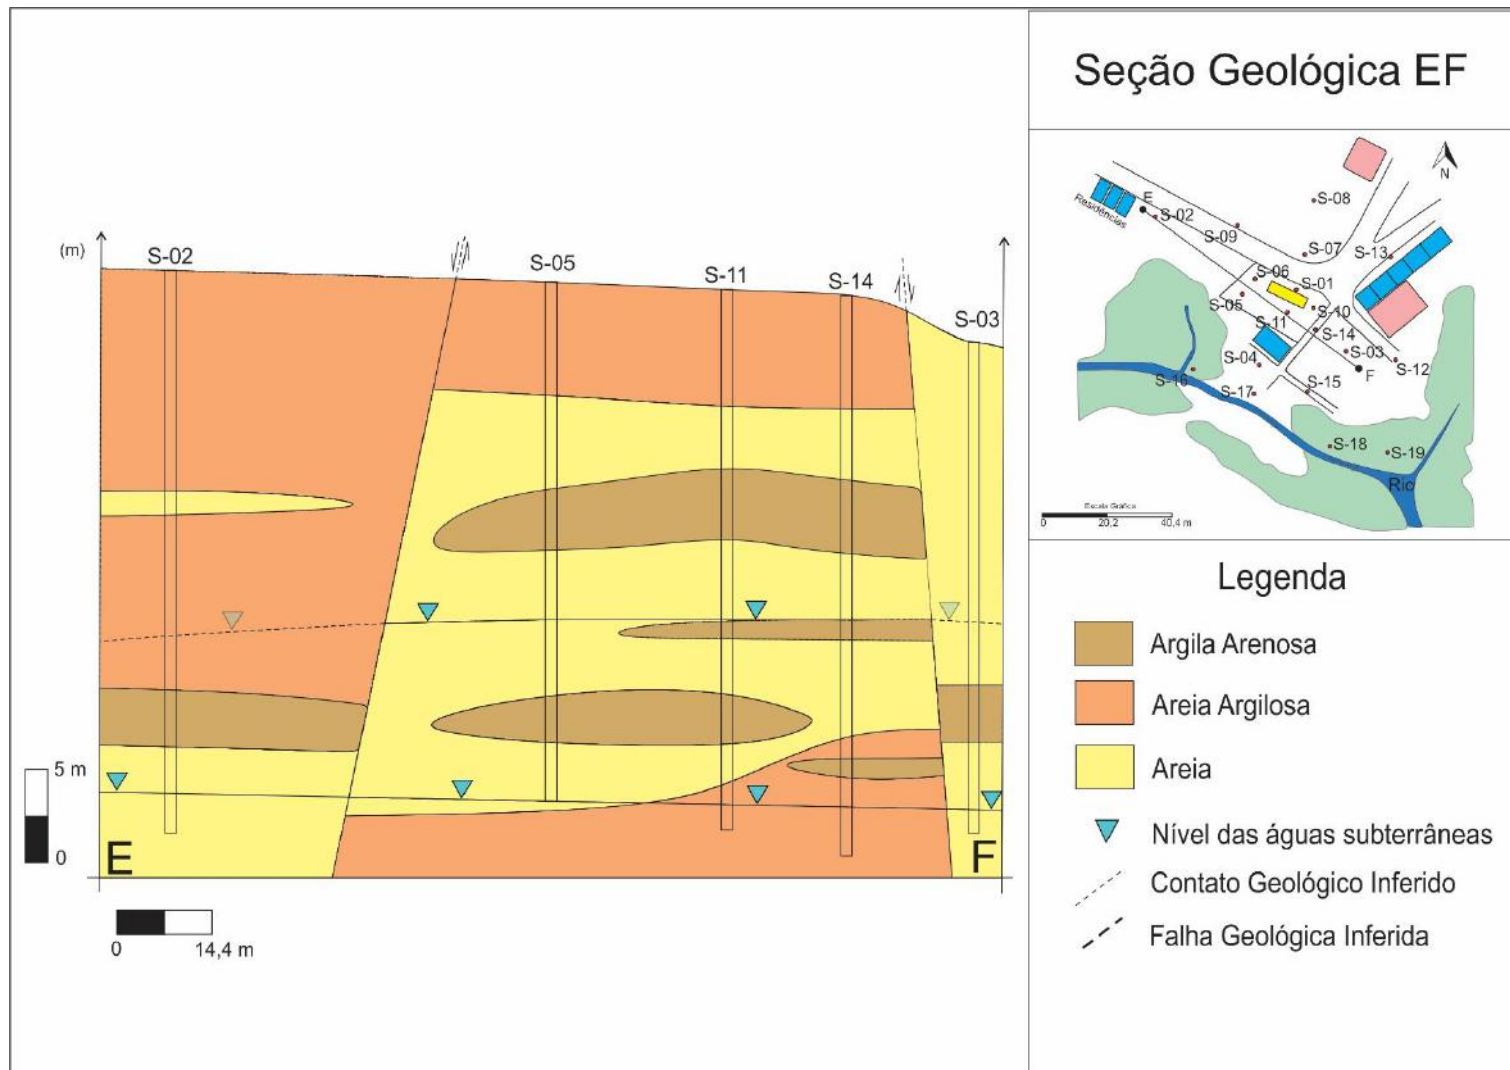 Seção Geológica EF
(m)
S-02
S-05
S-11
S-14
S-03
5 m
0
E
F
0
14,4 m
N
Residências
E
S-02
S-08
S-09
S-07
S-13
S-06
S-01
S-05
S-10
S-11
S-14
S-04
S-03
S-12
F
S-16
S-15
S-17
S-18
S-19
Rio
Escala Gráfica
0
20,2
40,4 m
Legenda
Argila Arenosa
Areia Argilosa
Areia
Nível das águas subterrâneas
Contato Geológico Inferido
Falha Geológica Inferida